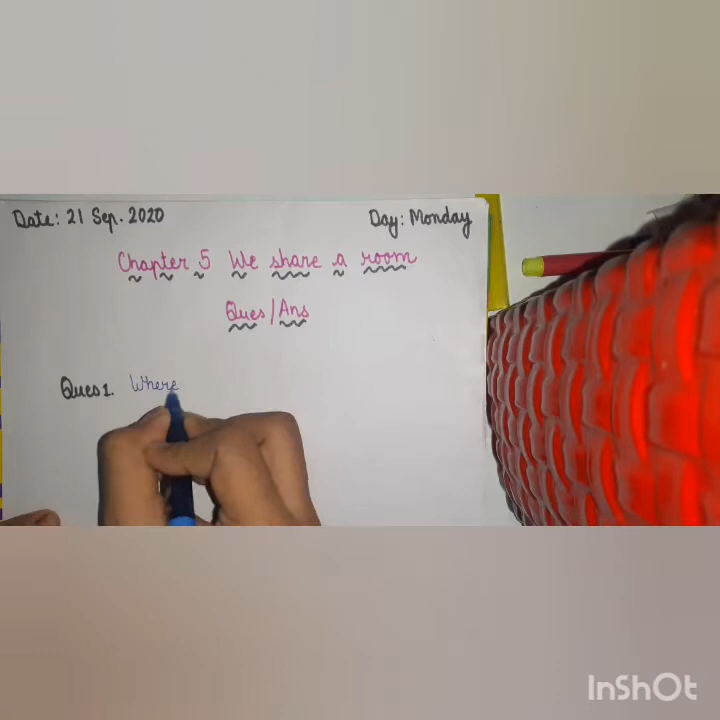 Date: 21 Sep. 2020 Day: Monday
Chapter 5 We share a room
Ques/Ans
Ques 1. Where
InShOt